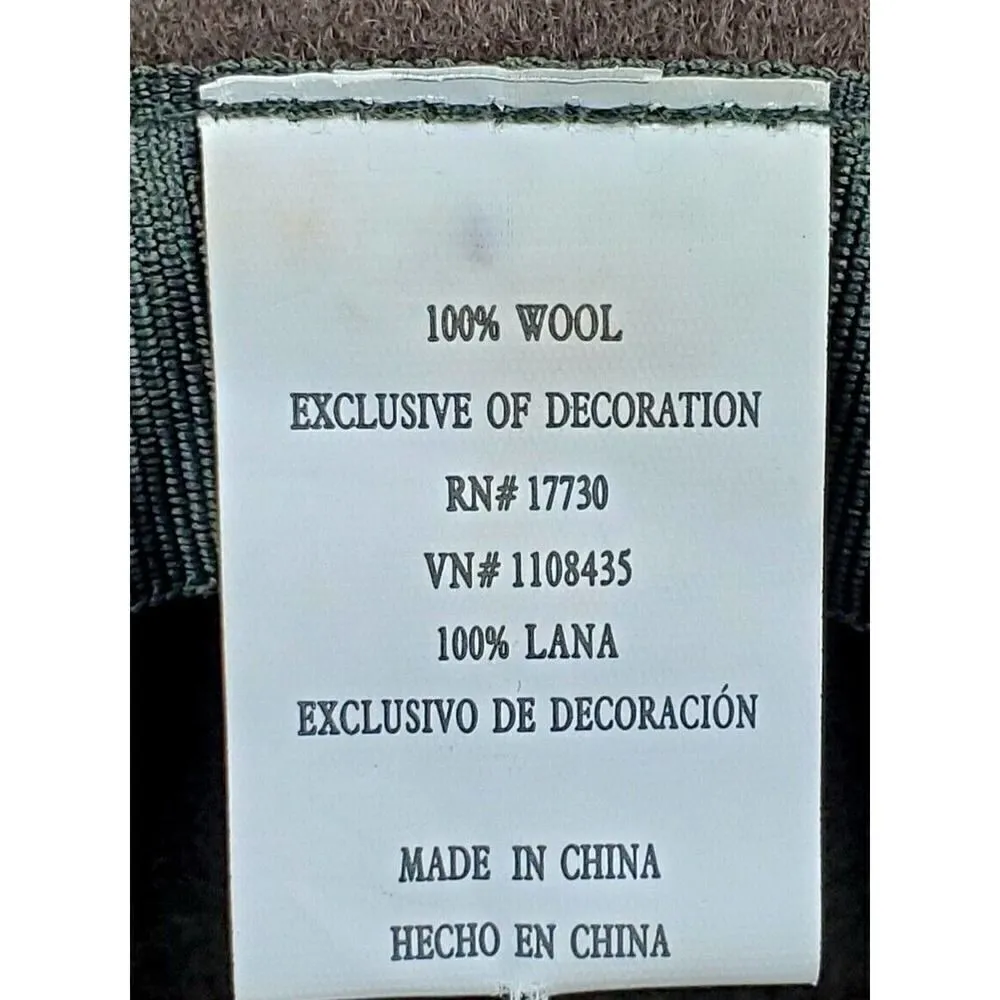 100% WOOL
EXCLUSIVE OF DECORATION
RN# 17730
VN# 1108435
100% LANA
EXCLUSIVO DE DECORACIÓN
MADE IN CHINA
HECHO EN CHINA